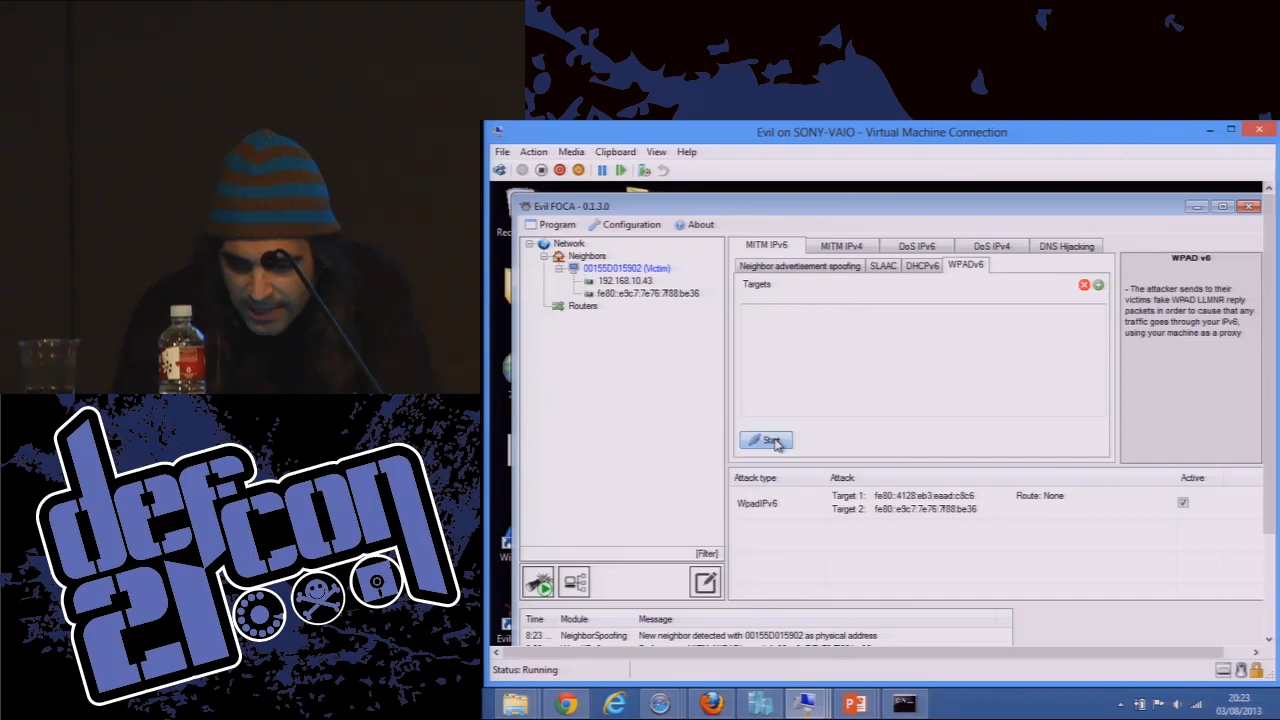 Evil on SONY-VAIO - Virtual Machine Connection
File Action Media Clipboard View Help
Evil FOCA - 0.1.3.0
Program Configuration About
Network
Neighbors
00155D015902 (Victim)
192.168.10.43
fe80::e9c7:7e76:7f88:be36
Routers
[Filter]
MITM IPv6 MITM IPv4 DoS IPv6 DoS IPv4 DNS Hijacking
Neighbor advertisement spoofing SLAAC DHCPv6 WPADv6
Targets
Start
WPAD v6
- The attacker sends to their
victims fake WPAD LLMNR reply
packets in order to cause that any
traffic goes through your IPv6,
using your machine as a proxy
Attack type Attack Active
WpadIPv6
Target 1: fe80::4128:eb3:eaad:c8c6 Route: None
Target 2: fe80::e9c7:7e76:7f88:be36
Time Module Message
8:23 ... NeighborSpoofing New neighbor detected with 00155D015902 as physical address
Status: Running
20:23
03/08/2013
defcon
21